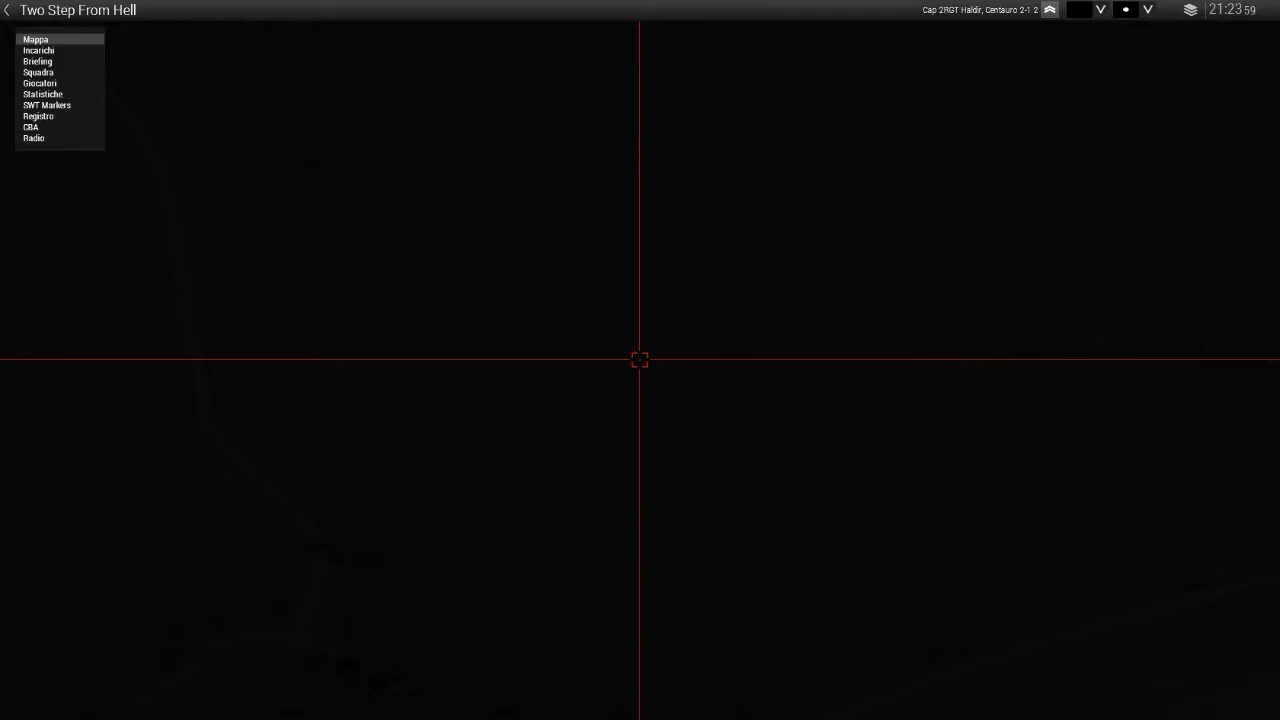 Two Step From Hell
Cap 2RGT Haldir, Centauro 2-1 2
21:23 59
Mappa
Incarichi
Briefing
Squadra
Giocatori
Statistiche
SWT Markers
Registro
CBA
Radio